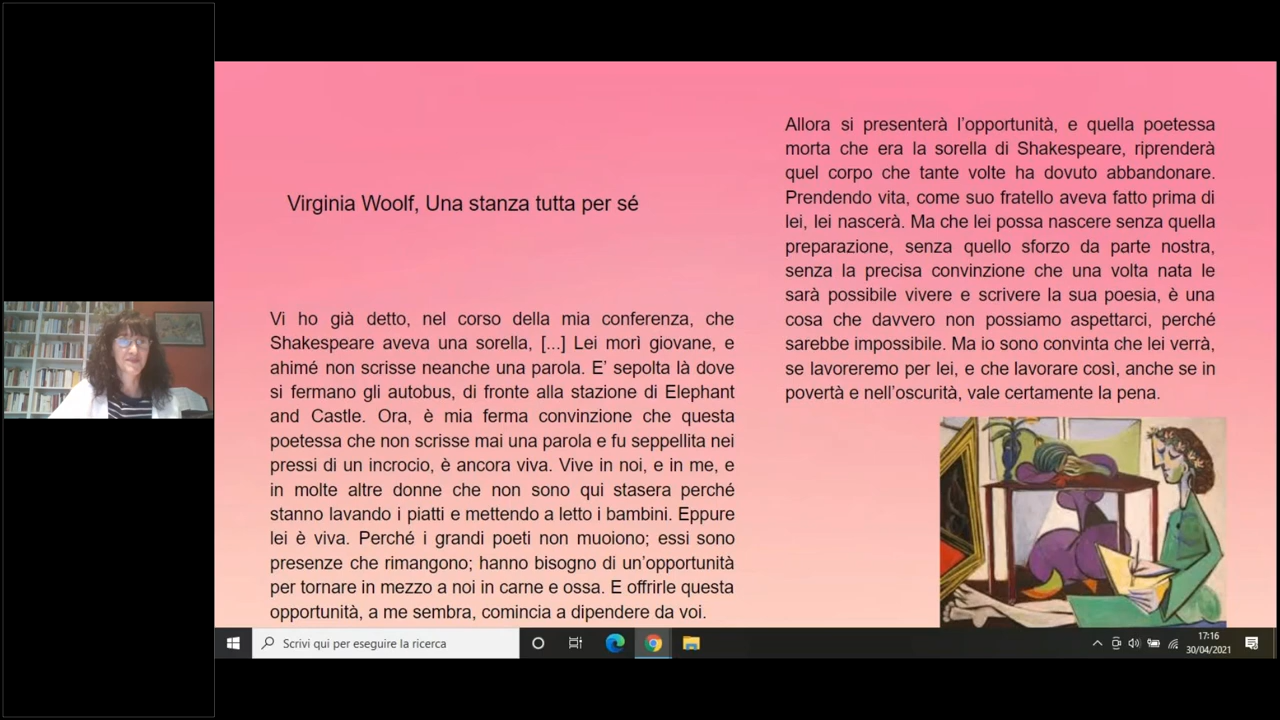 Virginia Woolf, Una stanza tutta per sé
Vi ho già detto, nel corso della mia conferenza, che
Shakespeare aveva una sorella, [...] Lei morì giovane, e
ahimé non scrisse neanche una parola. E' sepolta là dove
si fermano gli autobus, di fronte alla stazione di Elephant
and Castle. Ora, è mia ferma convinzione che questa
poetessa che non scrisse mai una parola e fu seppellita nei
pressi di un incrocio, è ancora viva. Vive in noi, e in me, e
in molte altre donne che non sono qui stasera perché
stanno lavando i piatti e mettendo a letto i bambini. Eppure
lei è viva. Perché i grandi poeti non muoiono; essi sono
presenze che rimangono; hanno bisogno di un'opportunità
per tornare in mezzo a noi in carne e ossa. E offrirle questa
opportunità, a me sembra, comincia a dipendere da voi.
Allora si presenterà l'opportunità, e quella poetessa
morta che era la sorella di Shakespeare, riprenderà
quel corpo che tante volte ha dovuto abbandonare.
Prendendo vita, come suo fratello aveva fatto prima di
lei, lei nascerà. Ma che lei possa nascere senza quella
preparazione, senza quello sforzo da parte nostra,
senza la precisa convinzione che una volta nata le
sarà possibile vivere e scrivere la sua poesia, è una
cosa che davvero non possiamo aspettarci, perché
sarebbe impossibile. Ma io sono convinta che lei verrà,
se lavoreremo per lei, e che lavorare così, anche se in
povertà e nell'oscurità, vale certamente la pena.
Scrivi qui per eseguire la ricerca
17:16
30/04/2021